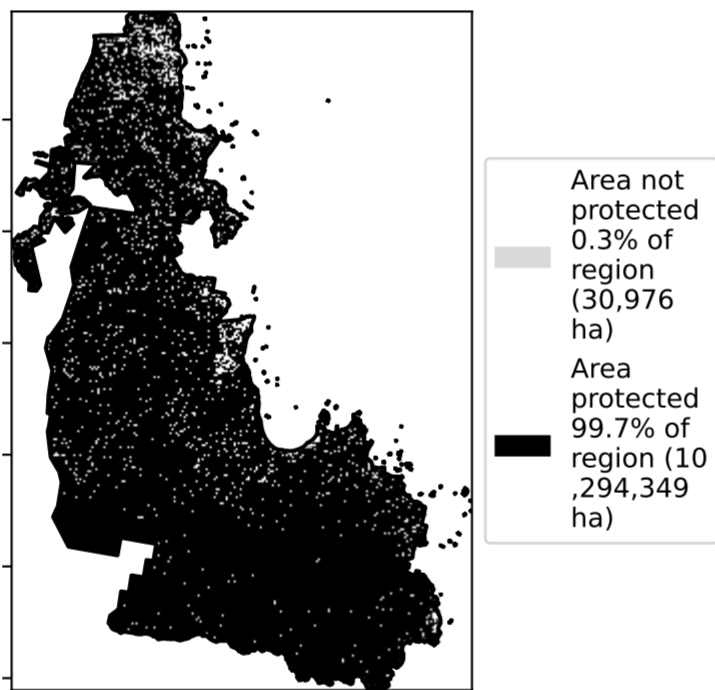 Area not
protected
0.3% of
region
(30,976
ha)
Area
protected
99.7% of
region (10
,294,349
ha)